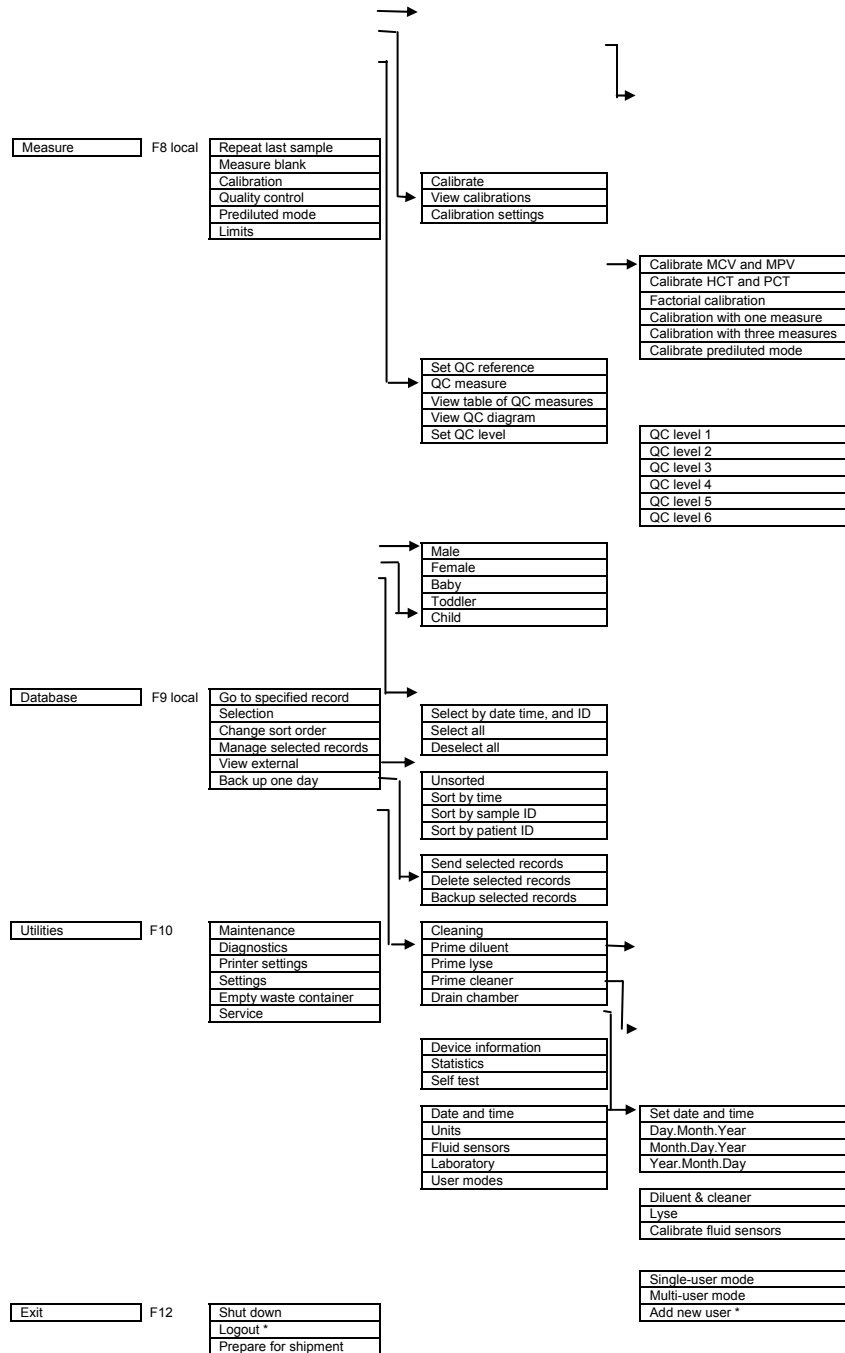 Measure
F8 local
Repeat last sample
Measure blank
Calibration
Quality control
Prediluted mode
Limits
Calibrate
View calibrations
Calibration settings
Calibrate MCV and MPV
Calibrate HCT and PCT
Factorial calibration
Calibration with one measure
Calibration with three measures
Calibrate prediluted mode
Set QC reference
QC measure
View table of QC measures
View QC diagram
Set QC level
QC level 1
QC level 2
QC level 3
QC level 4
QC level 5
QC level 6
Male
Female
Baby
Toddler
Child
Database
F9 local
Go to specified record
Selection
Change sort order
Manage selected records
View external
Back up one day
Select by date time, and ID
Select all
Deselect all
Unsorted
Sort by time
Sort by sample ID
Sort by patient ID
Send selected records
Delete selected records
Backup selected records
Utilities
F10
Maintenance
Diagnostics
Printer settings
Settings
Empty waste container
Service
Cleaning
Prime diluent
Prime lyse
Prime cleaner
Drain chamber
Device information
Statistics
Self test
Date and time
Units
Fluid sensors
Laboratory
User modes
Set date and time
Day.Month.Year
Month.Day.Year
Year.Month.Day
Diluent & cleaner
Lyse
Calibrate fluid sensors
Single-user mode
Multi-user mode
Add new user *
Exit
F12
Shut down
Logout *
Prepare for shipment